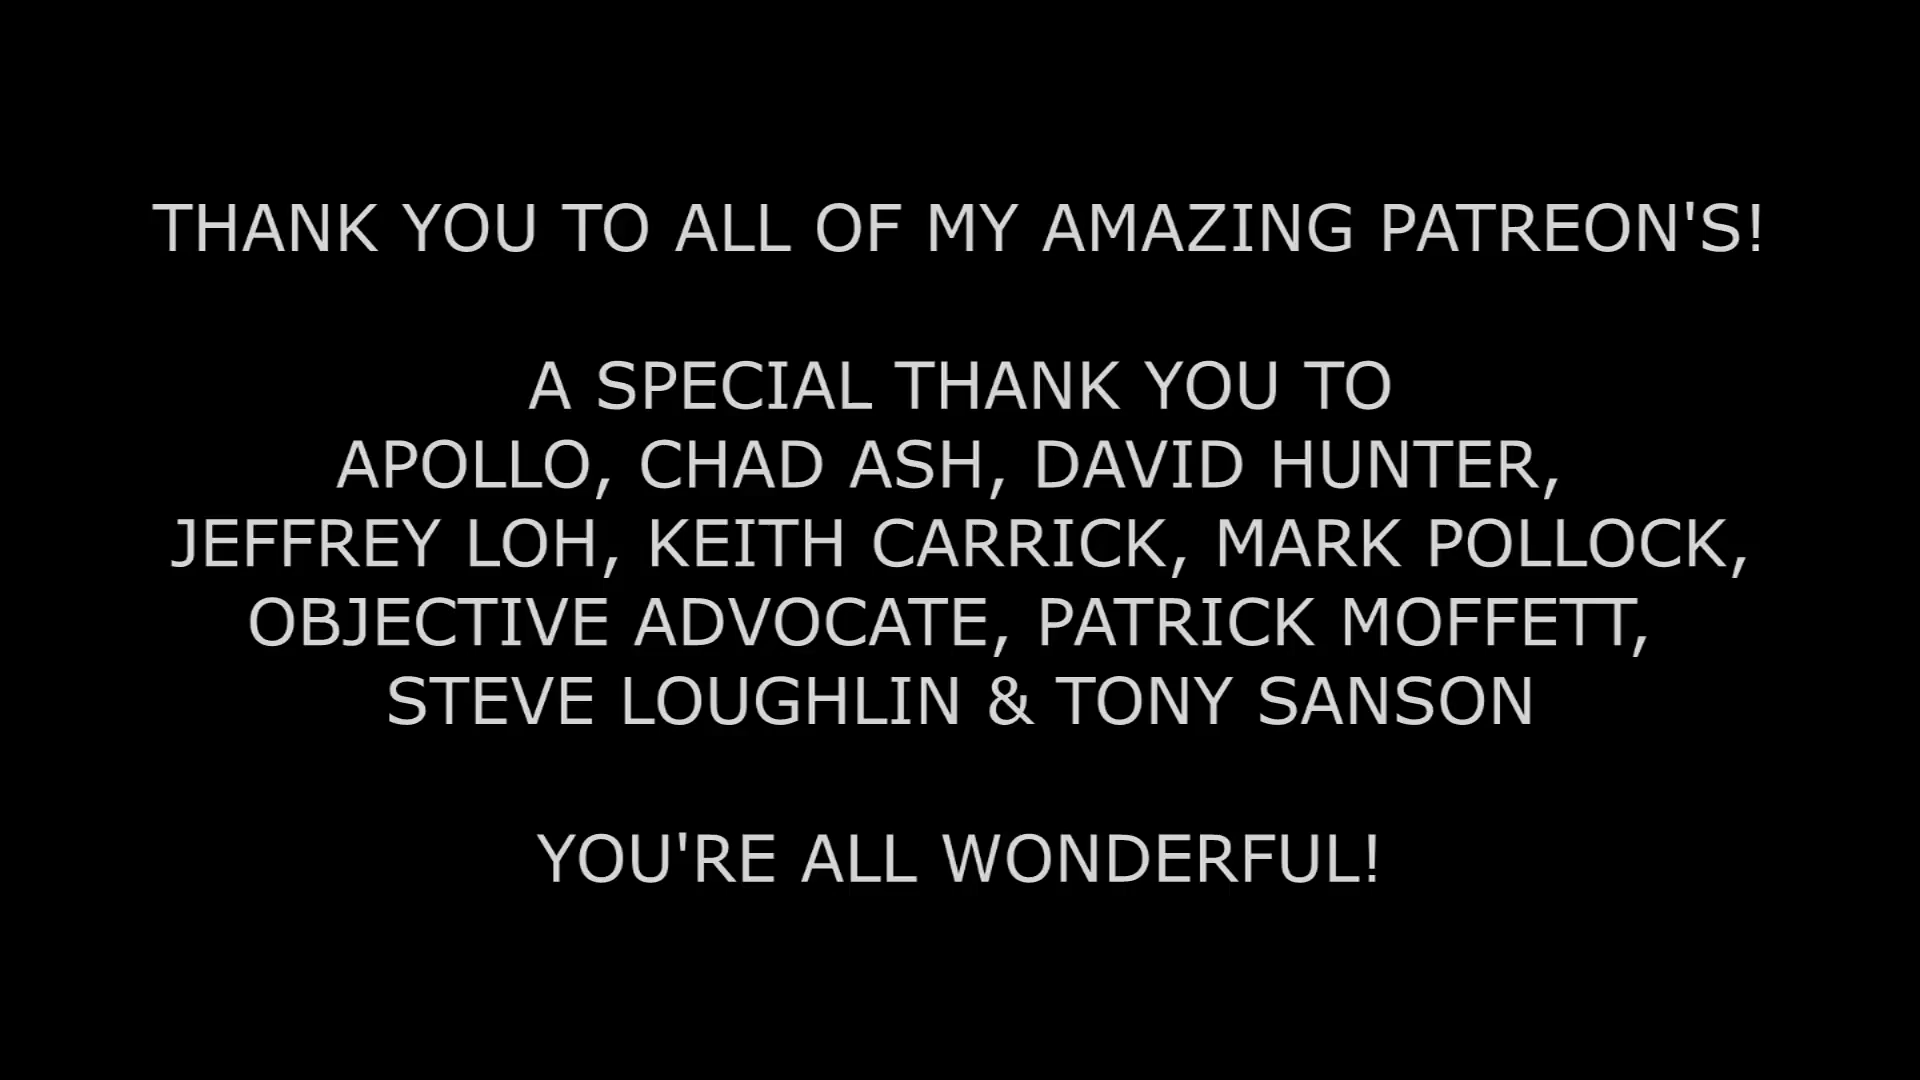 THANK YOU TO ALL OF MY AMAZING PATREON'S!
A SPECIAL THANK YOU TO
APOLLO, CHAD ASH, DAVID HUNTER,
JEFFREY LOH, KEITH CARRICK, MARK POLLOCK,
OBJECTIVE ADVOCATE, PATRICK MOFFETT,
STEVE LOUGHLIN & TONY SANSON
YOU'RE ALL WONDERFUL!